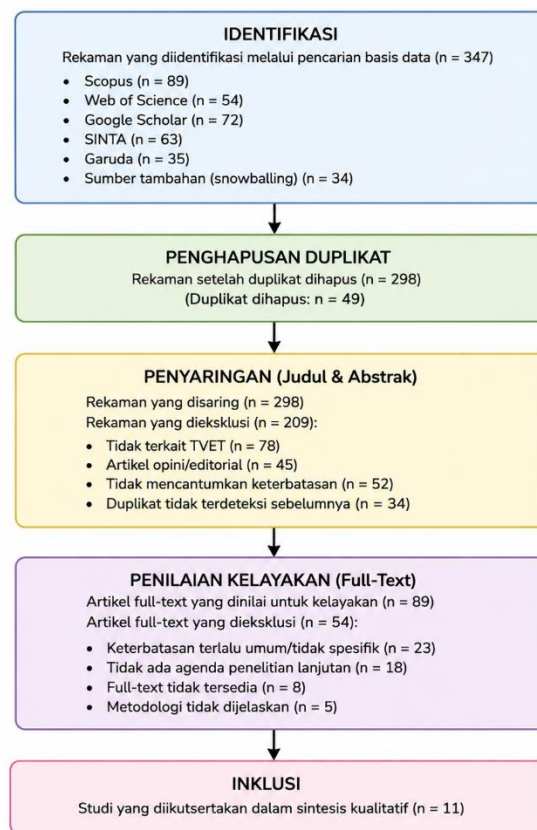 IDENTIFIKASI
Rekaman yang diidentifikasi melalui pencarian basis data (n = 347)
• Scopus (n = 89)
• Web of Science (n = 54)
• Google Scholar (n = 72)
• SINTA (n = 63)
• Garuda (n = 35)
• Sumber tambahan (snowballing) (n = 34)
PENGHAPUSAN DUPLIKAT
Rekaman setelah duplikat dihapus (n = 298)
(Duplikat dihapus: n = 49)
PENYARINGAN (Judul & Abstrak)
Rekaman yang disaring (n = 298)
Rekaman yang dieksklusi (n = 209):
• Tidak terkait TVET (n = 78)
• Artikel opini/editorial (n = 45)
• Tidak mencantumkan keterbatasan (n = 52)
• Duplikat tidak terdeteksi sebelumnya (n = 34)
PENILAIAN KELAYAKAN (Full-Text)
Artikel full-text yang dinilai untuk kelayakan (n = 89)
Artikel full-text yang dieksklusi (n = 54):
• Keterbatasan terlalu umum/tidak spesifik (n = 23)
• Tidak ada agenda penelitian lanjutan (n = 18)
• Full-text tidak tersedia (n = 8)
• Metodologi tidak dijelaskan (n = 5)
INKLUSI
Studi yang diikutsertakan dalam sintesis kualitatif (n = 11)